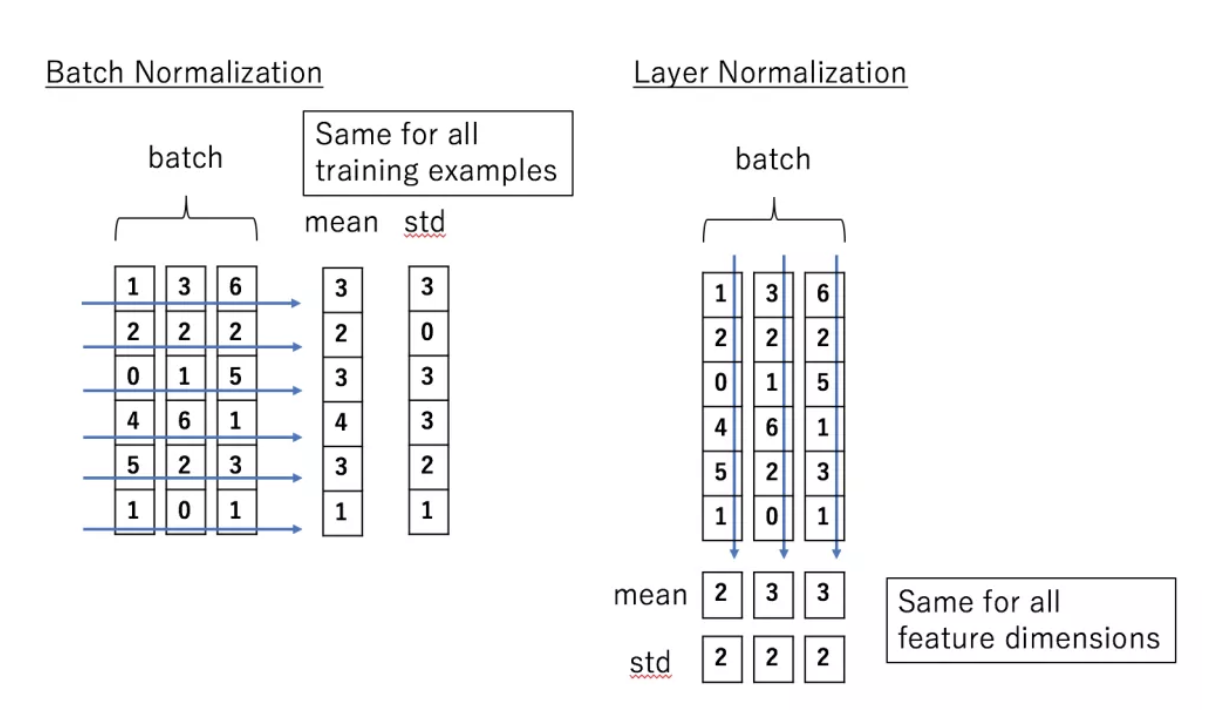 Batch Normalization
Same for all
training examples
batch
mean std
1 3 6 3 3
2 2 2 2 0
0 1 5 3 3
4 6 1 4 3
5 2 3 3 2
1 0 1 1 1
Layer Normalization
batch
1 3 6
2 2 2
0 1 5
4 6 1
5 2 3
1 0 1
mean 2 3 3
std 2 2 2
Same for all
feature dimensions